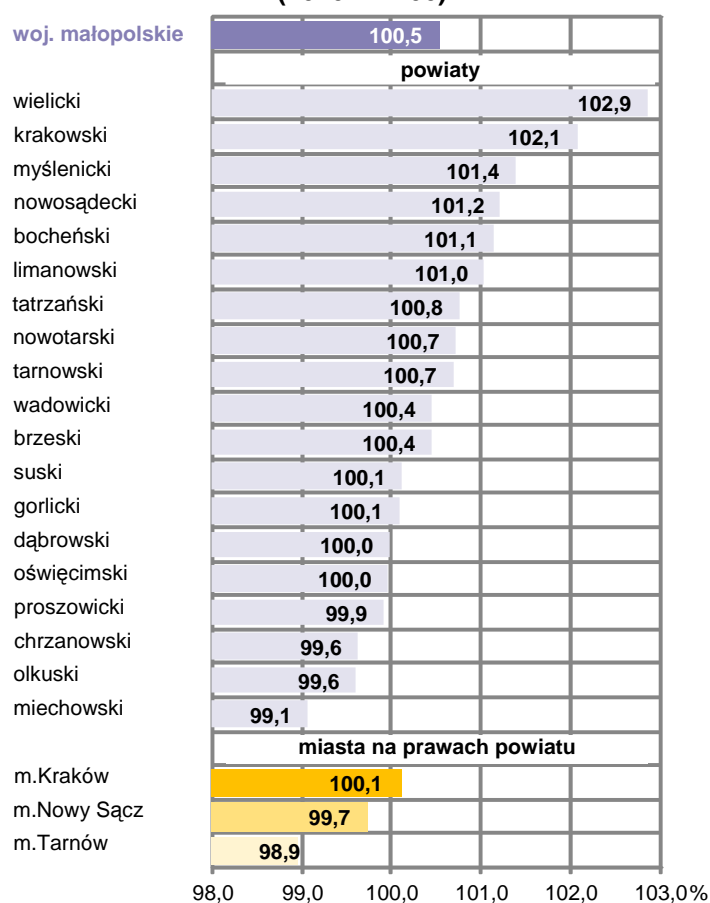 woj. małopolskie 100,5
powiaty
wielicki 102,9
krakowski 102,1
myślenicki 101,4
nowosądecki 101,2
bocheński 101,1
limanowski 101,0
tatrzański 100,8
nowotarski 100,7
tarnowski 100,7
wadowicki 100,4
brzeski 100,4
suski 100,1
gorlicki 100,1
dąbrowski 100,0
oświęcimski 100,0
proszowicki 99,9
chrzanowski 99,6
olkuski 99,6
miechowski 99,1
miasta na prawach powiatu
m.Kraków 100,1
m.Nowy Sącz 99,7
m.Tarnów 98,9
98,0 99,0 100,0 101,0 102,0 103,0%